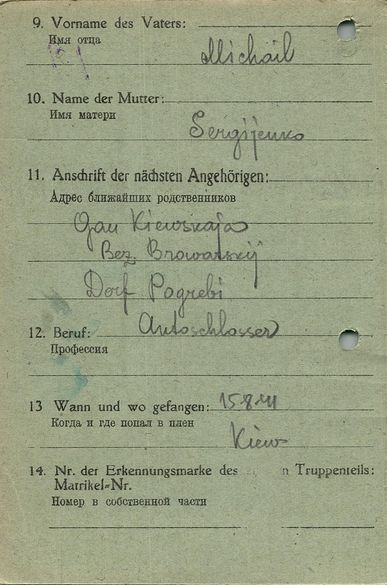 9. Vorname des Vaters:
Имя отца
Michail
10. Name der Mutter:
Имя матери
Sergijenko
11. Anschrift der nächsten Angehörigen:
Адрес ближайших родственников
Gau Kiewskaja
Bez. Browarskij
Dorf Pogrebi
12. Beruf: Autoschlosser
Профессия
13 Wann und wo gefangen: 15.8.41
Когда и где попал в плен
Kiew
14. Nr. der Erkennungsmarke des n Truppenteils:
Matrikel-Nr.
Номер в собственной части